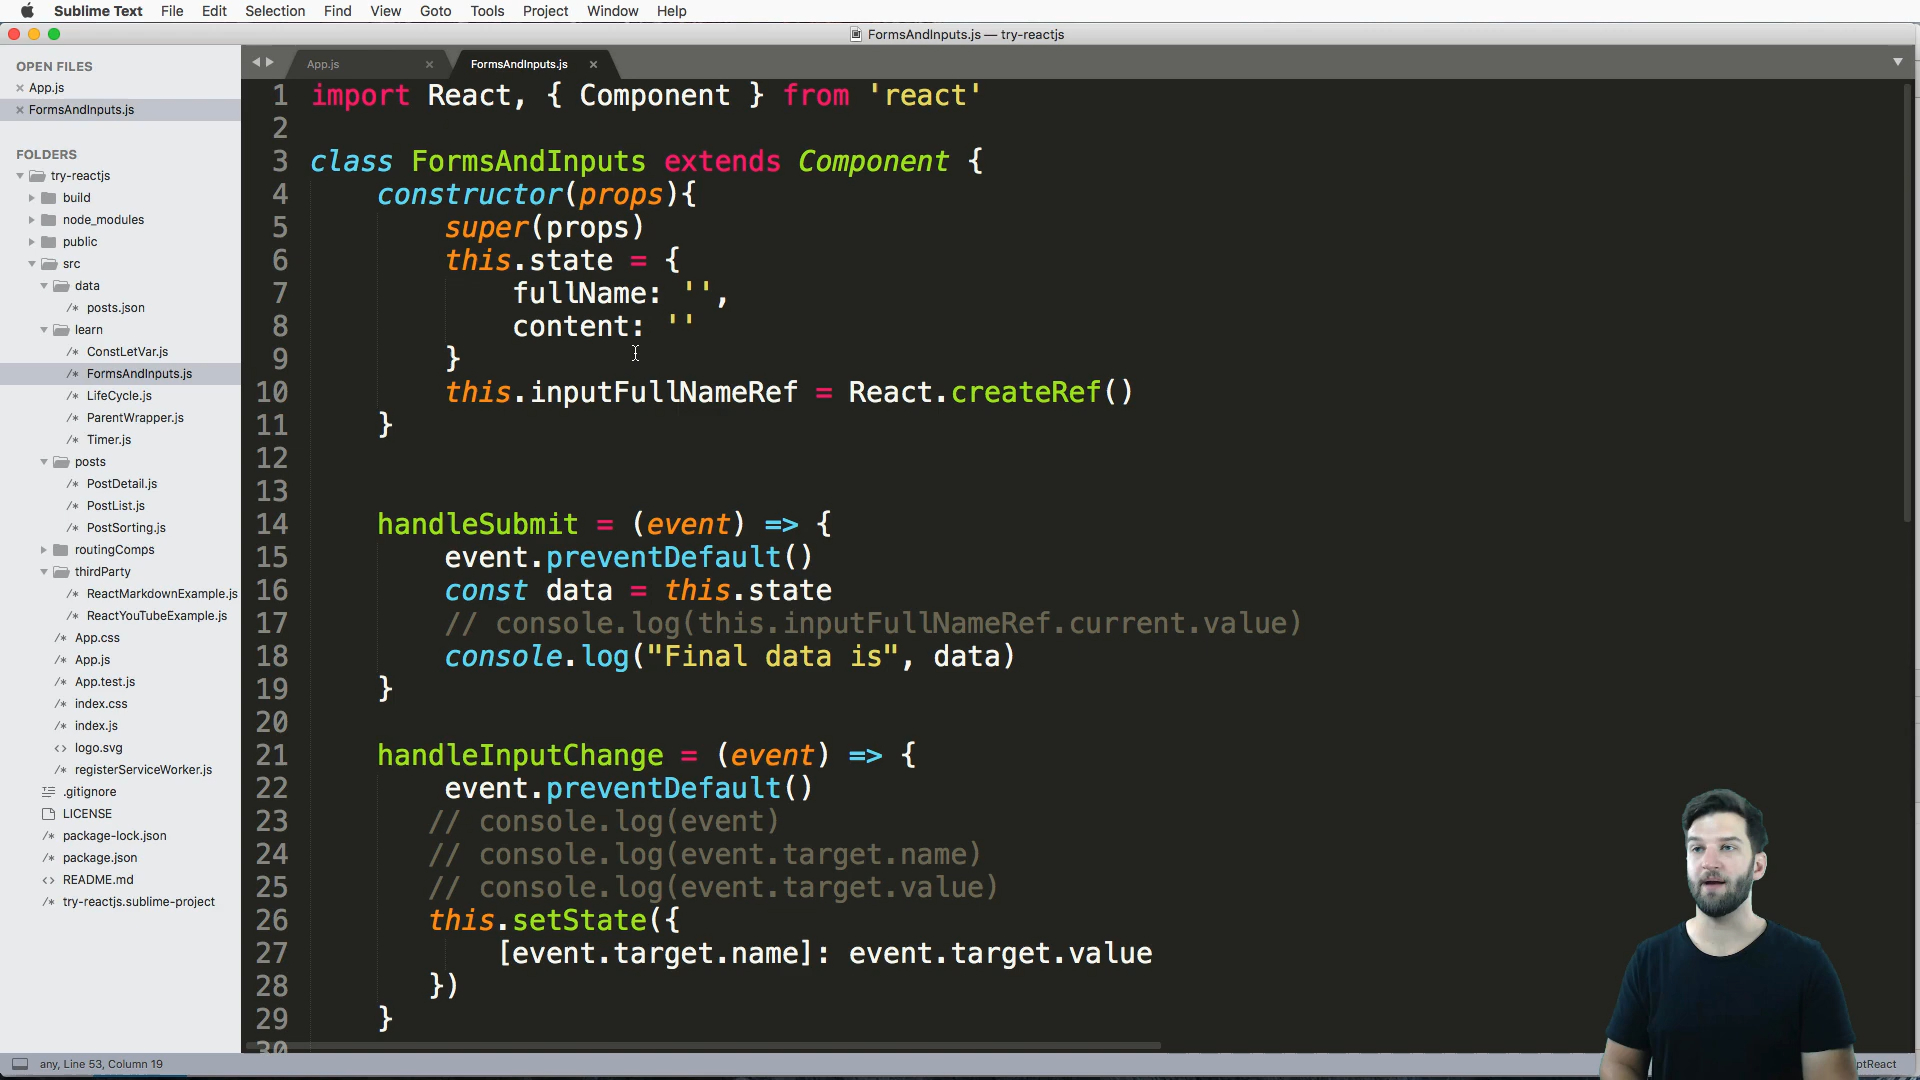 Sublime Text File Edit Selection Find View Goto Tools Project Window Help
FormsAndInputs.js — try-reactjs
OPEN FILES
App.js
FormsAndInputs.js
FOLDERS
try-reactjs
build
node_modules
public
src
data
/* posts.json
learn
/* ConstLetVar.js
/* FormsAndInputs.js
/* LifeCycle.js
/* ParentWrapper.js
/* Timer.js
posts
/* PostDetail.js
/* PostList.js
/* PostSorting.js
routingComps
thirdParty
/* ReactMarkdownExample.js
/* ReactYouTubeExample.js
/* App.css
/* App.js
/* App.test.js
/* index.css
/* index.js
<> logo.svg
/* registerServiceWorker.js
.gitignore
LICENSE
/* package-lock.json
/* package.json
<> README.md
/* try-reactjs.sublime-project
App.js FormsAndInputs.js
1 import React, { Component } from 'react'
2
3 class FormsAndInputs extends Component {
4 constructor(props){
5 super(props)
6 this.state = {
7 fullName: '',
8 content: ''
9 }
10 this.inputFullNameRef = React.createRef()
11 }
12
13
14 handleSubmit = (event) => {
15 event.preventDefault()
16 const data = this.state
17 // console.log(this.inputFullNameRef.current.value)
18 console.log("Final data is", data)
19 }
20
21 handleInputChange = (event) => {
22 event.preventDefault()
23 // console.log(event)
24 // console.log(event.target.name)
25 // console.log(event.target.value)
26 this.setState({
27 [event.target.name]: event.target.value
28 })
29 }
30
any, Line 53, Column 19
ptReact